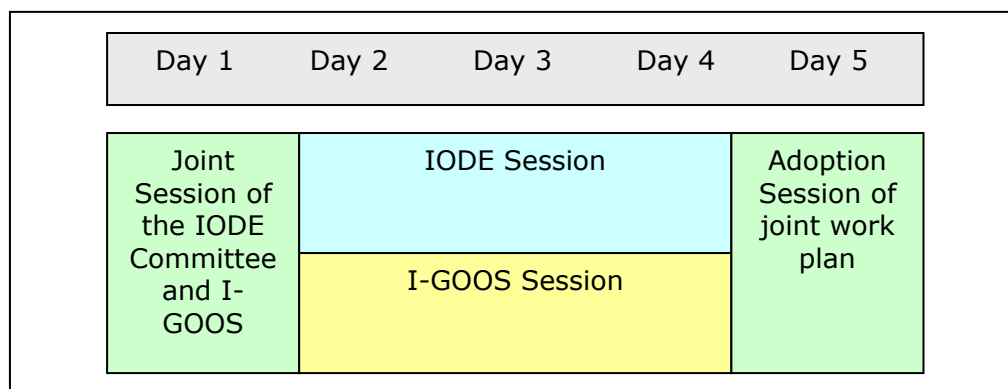 Day 1 Day 2 Day 3 Day 4 Day 5
Joint
Session of
the IODE
Committee
and I-
GOOS
IODE Session
I-GOOS Session
Adoption
Session of
joint work
plan